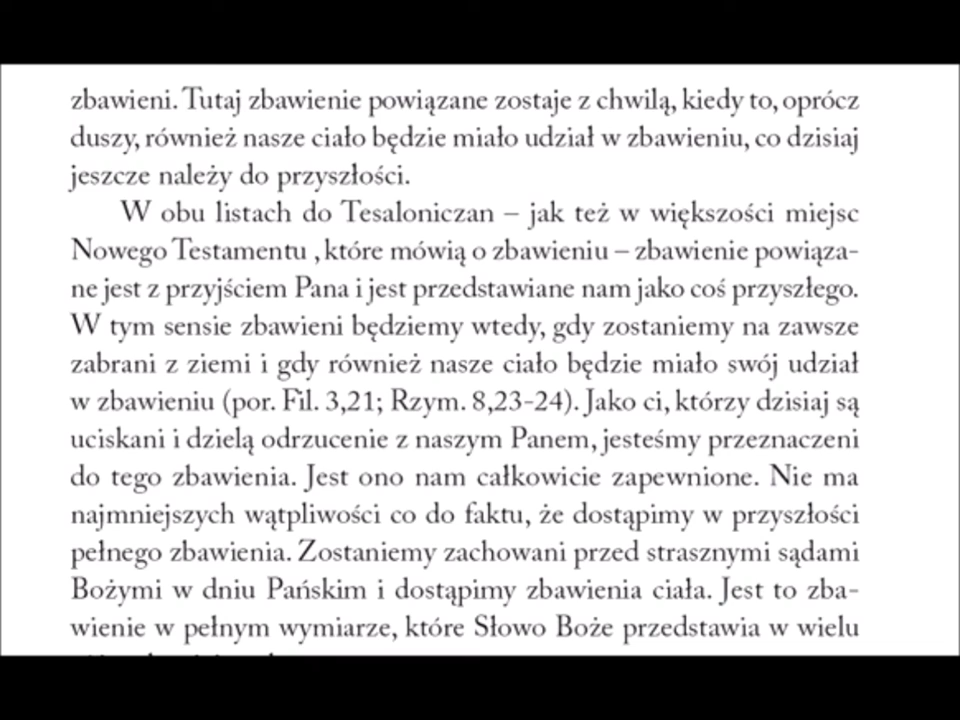 zbawieni. Tutaj zbawienie powiązane zostaje z chwilą, kiedy to, oprócz
duszy, również nasze ciało będzie miało udział w zbawieniu, co dzisiaj
jeszcze należy do przyszłości.
W obu listach do Tesaloniczan – jak też w większości miejsc
Nowego Testamentu , które mówią o zbawieniu – zbawienie powiąza-
ne jest z przyjściem Pana i jest przedstawiane nam jako coś przyszłego.
W tym sensie zbawieni będziemy wtedy, gdy zostaniemy na zawsze
zabrani z ziemi i gdy również nasze ciało będzie miało swój udział
w zbawieniu (por. Fil. 3,21; Rzym. 8,23-24). Jako ci, którzy dzisiaj są
uciskani i dzielą odrzucenie z naszym Panem, jesteśmy przeznaczeni
do tego zbawienia. Jest ono nam całkowicie zapewnione. Nie ma
najmniejszych wątpliwości co do faktu, że dostąpimy w przyszłości
pełnego zbawienia. Zostaniemy zachowani przed strasznymi sądami
Bożymi w dniu Pańskim i dostąpimy zbawienia ciała. Jest to zba-
wienie w pełnym wymiarze, które Słowo Boże przedstawia w wielu